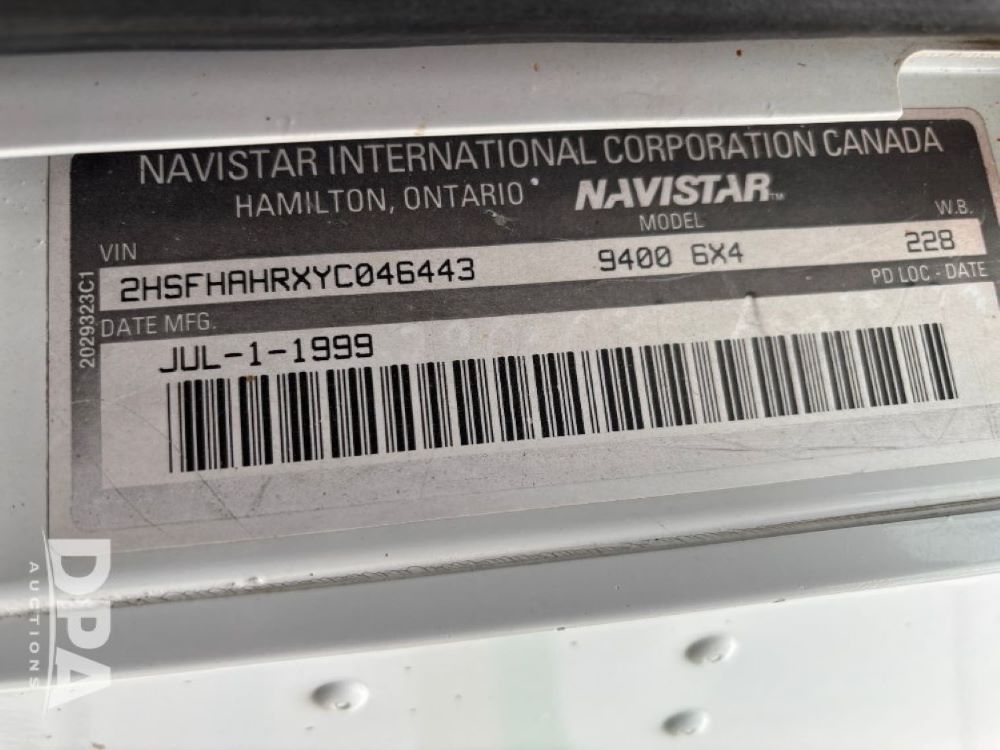 NAVISTAR INTERNATIONAL CORPORATION CANADA
HAMILTON, ONTARIO NAVISTAR™
VIN MODEL W.B.
2HSFHAHRXYC046443 9400 6X4 228
DATE MFG. PD LOC - DATE
JUL-1-1999
2029323C1
DPA
AUCTIONS